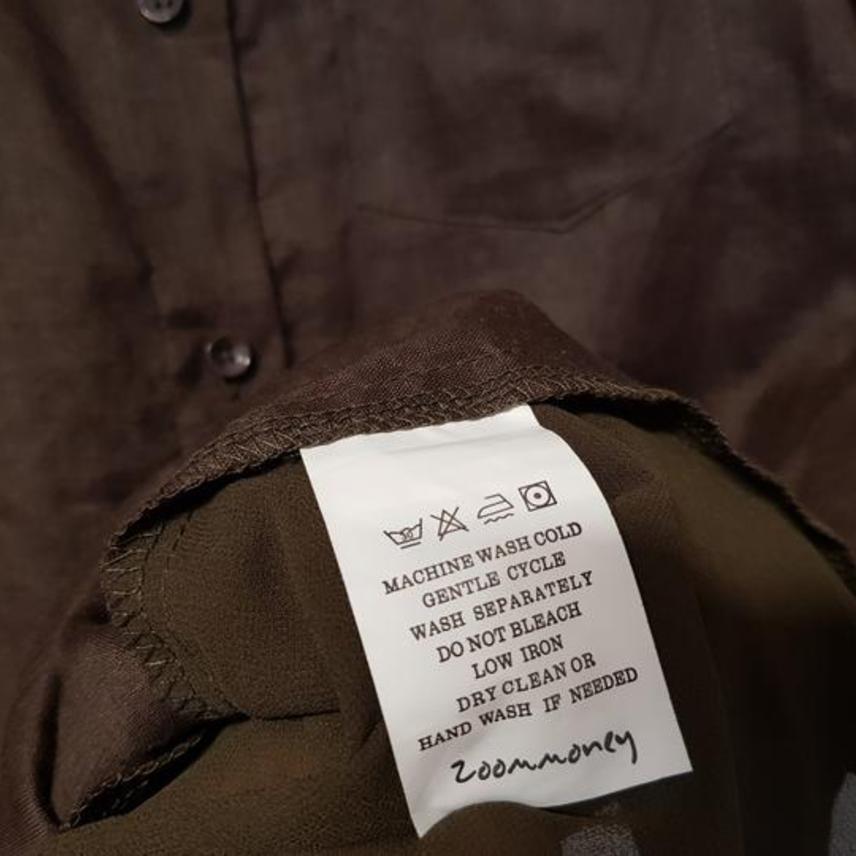 30
MACHINE WASH COLD
GENTLE CYCLE
WASH SEPARATELY
DO NOT BLEACH
LOW IRON
DRY CLEAN OR
HAND WASH IF NEEDED
zoommoney